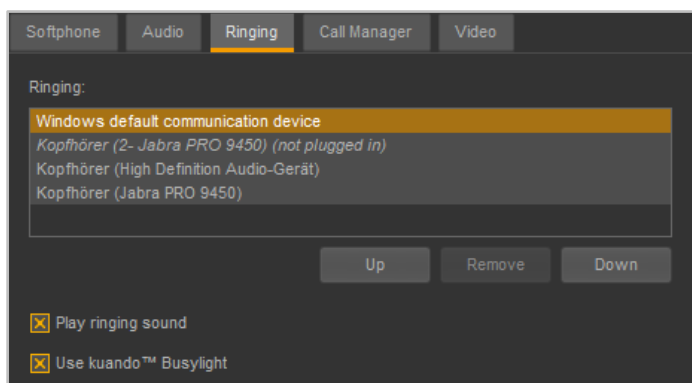 Softphone Audio Ringing Call Manager Video
Ringing:
Windows default communication device
Kopfhörer (2- Jabra PRO 9450) (not plugged in)
Kopfhörer (High Definition Audio-Gerät)
Kopfhörer (Jabra PRO 9450)
Up Remove Down
Play ringing sound
Use kuando™ Busylight